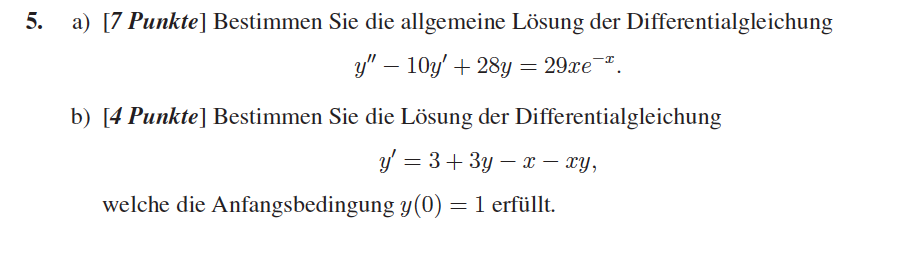 5. a) [7 Punkte] Bestimmen Sie die allgemeine Lösung der Differentialgleichung
y″ − 10y′ + 28y = 29xe⁻ˣ.
b) [4 Punkte] Bestimmen Sie die Lösung der Differentialgleichung
y′ = 3 + 3y − x − xy,
welche die Anfangsbedingung y(0) = 1 erfüllt.